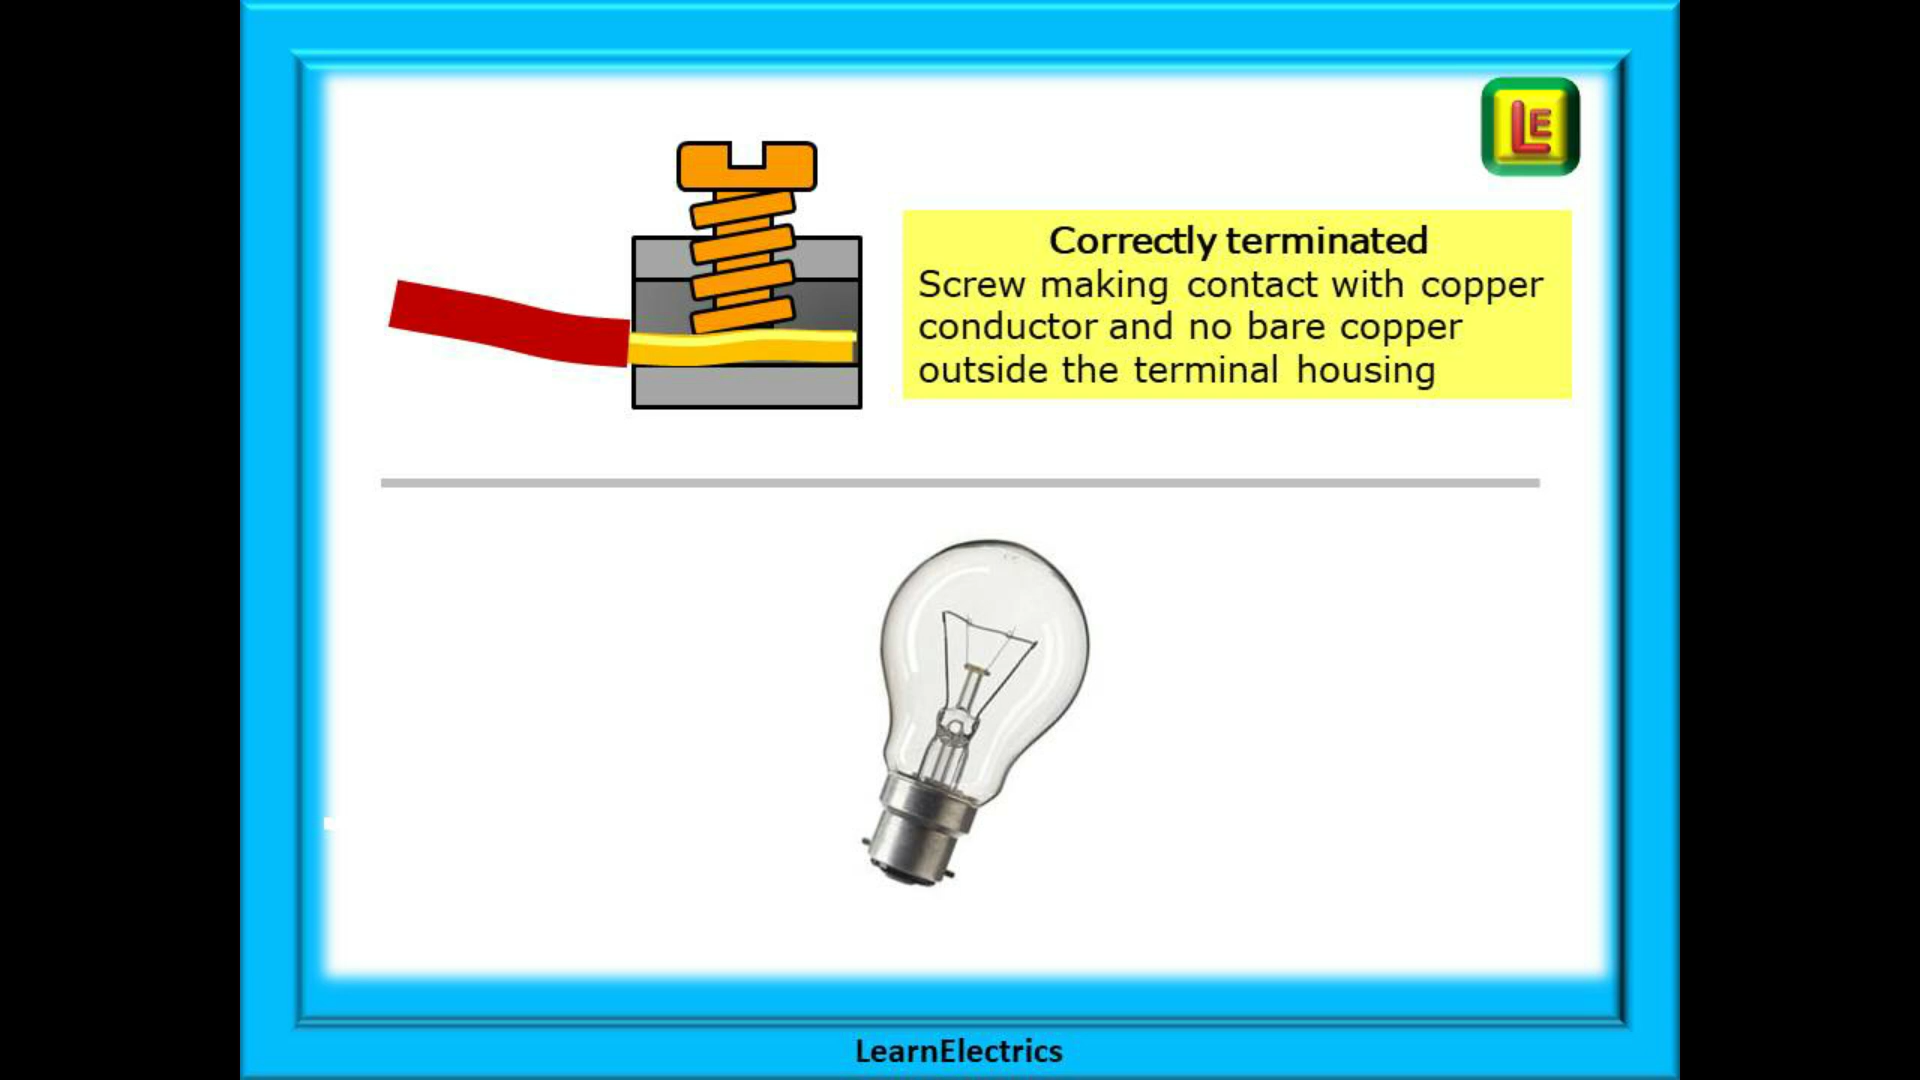 LE
Correctly terminated
Screw making contact with copper
conductor and no bare copper
outside the terminal housing
LearnElectrics